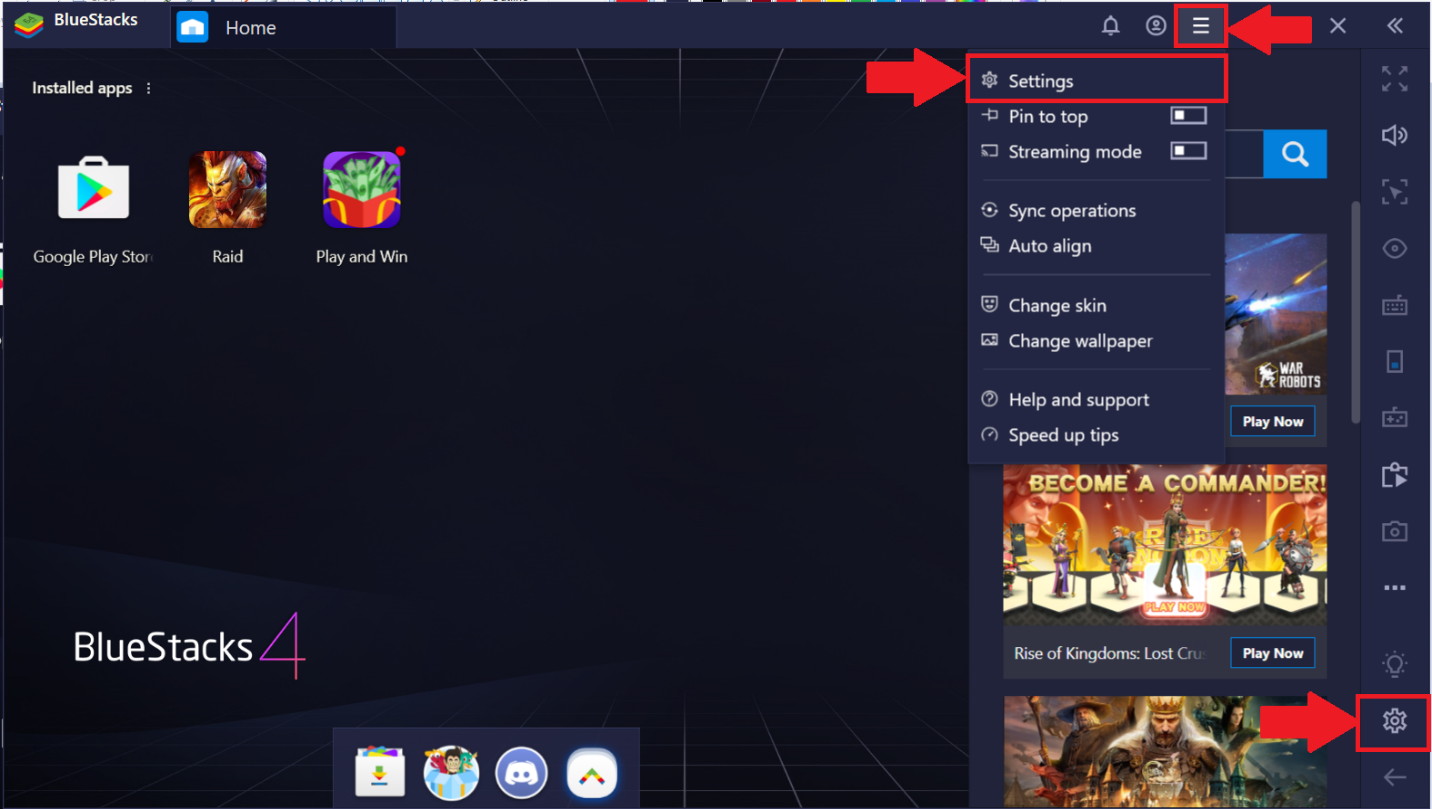 BlueStacks
Home
Installed apps
Google Play Stor
Raid
Play and Win
Settings
Pin to top
Streaming mode
Sync operations
Auto align
Change skin
Change wallpaper
Help and support
Speed up tips
WAR
ROBOTS
Play Now
BECOME A COMMANDER!
PLAY NOW
Rise of Kingdoms: Lost Cru
Play Now
BlueStacks 4